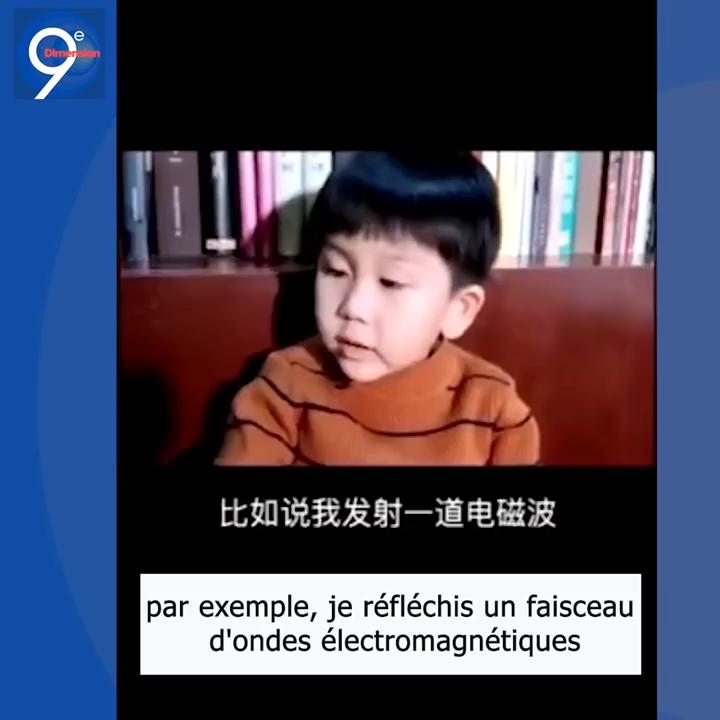 9e
Dimension
比如说我发射一道电磁波
par exemple, je réfléchis un faisceau
d'ondes électromagnétiques